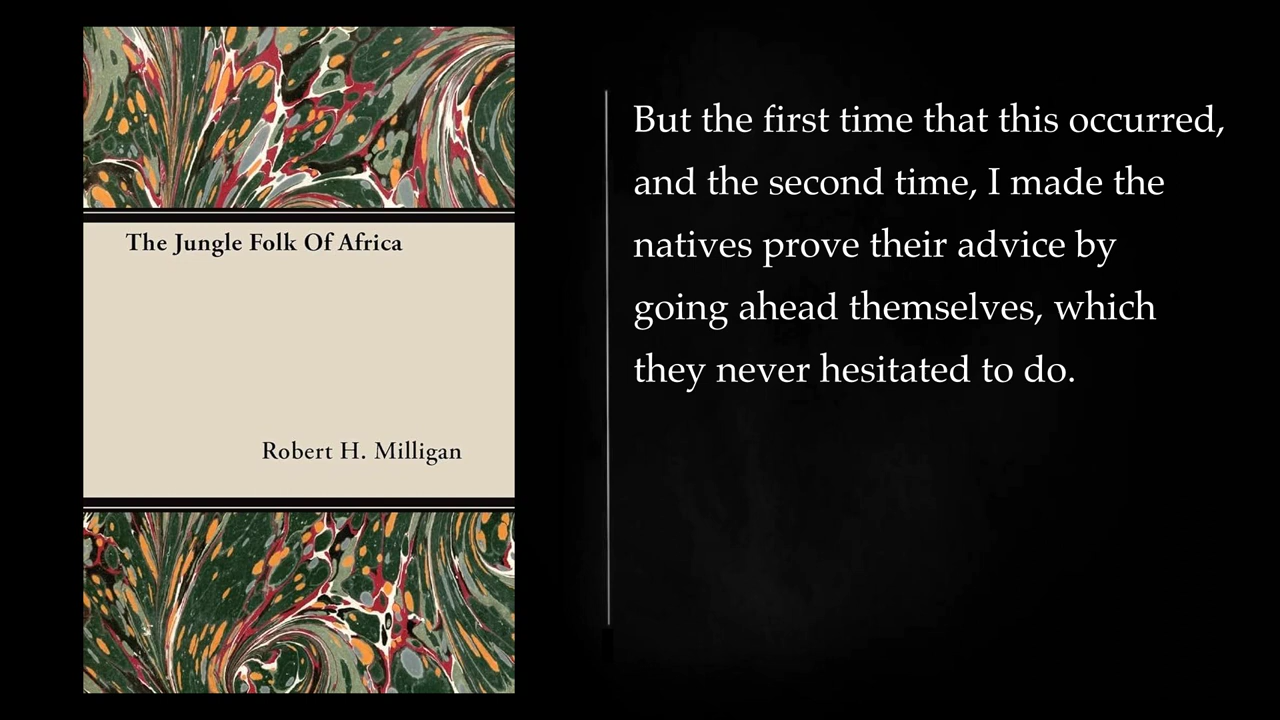 The Jungle Folk Of Africa
Robert H. Milligan
But the first time that this occurred,
and the second time, I made the
natives prove their advice by
going ahead themselves, which
they never hesitated to do.